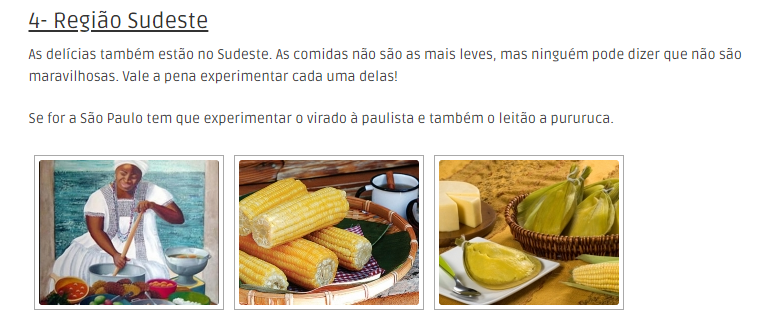 4- Região Sudeste
As delícias também estão no Sudeste. As comidas não são as mais leves, mas ninguém pode dizer que não são
maravilhosas. Vale a pena experimentar cada uma delas!
Se for a São Paulo tem que experimentar o virado à paulista e também o leitão a pururuca.